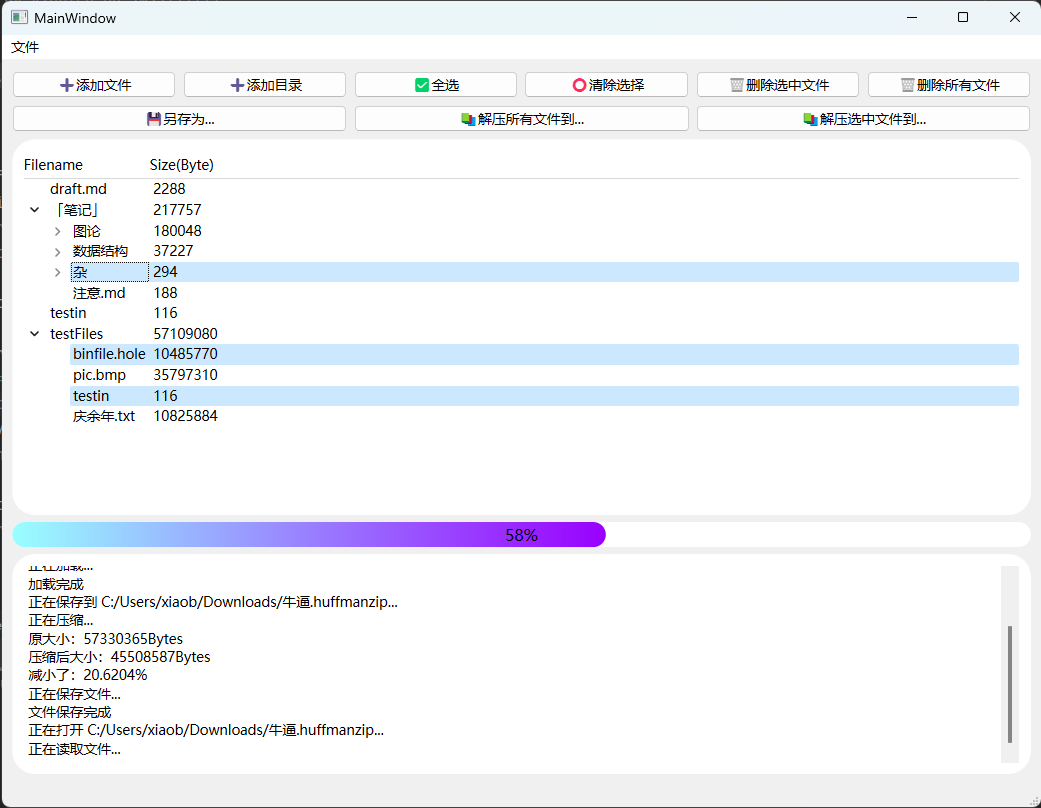 MainWindow
文件
添加文件 添加目录 全选 清除选择 删除选中文件 删除所有文件
另存为... 解压所有文件到... 解压选中文件到...
Filename Size(Byte)
draft.md 2288
「笔记」 217757
图论 180048
数据结构 37227
杂 294
注意.md 188
testin 116
testFiles 57109080
binfile.hole 10485770
pic.bmp 35797310
testin 116
庆余年.txt 10825884
58%
正在加载...
加载完成
正在保存到 C:/Users/xiaob/Downloads/牛逼.huffmanzip...
正在压缩...
原大小：57330365Bytes
压缩后大小：45508587Bytes
减小了：20.6204%
正在保存文件...
文件保存完成
正在打开 C:/Users/xiaob/Downloads/牛逼.huffmanzip...
正在读取文件...